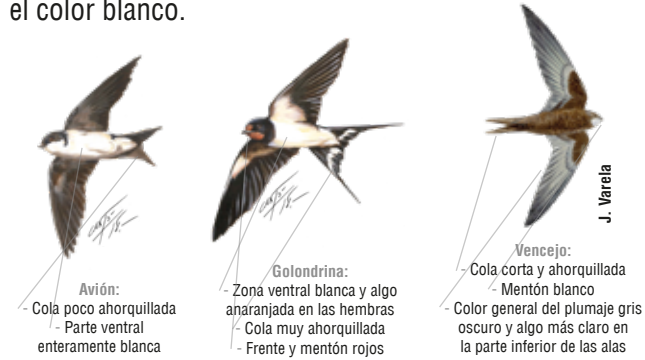 el color blanco.
J. Varela
Avión:
- Cola poco ahorquillada
- Parte ventral
enteramente blanca
Golondrina:
- Zona ventral blanca y algo
anaranjada en las hembras
- Cola muy ahorquillada
- Frente y mentón rojos
Vencejo:
- Cola corta y ahorquillada
- Mentón blanco
- Color general del plumaje gris
oscuro y algo más claro en
la parte inferior de las alas